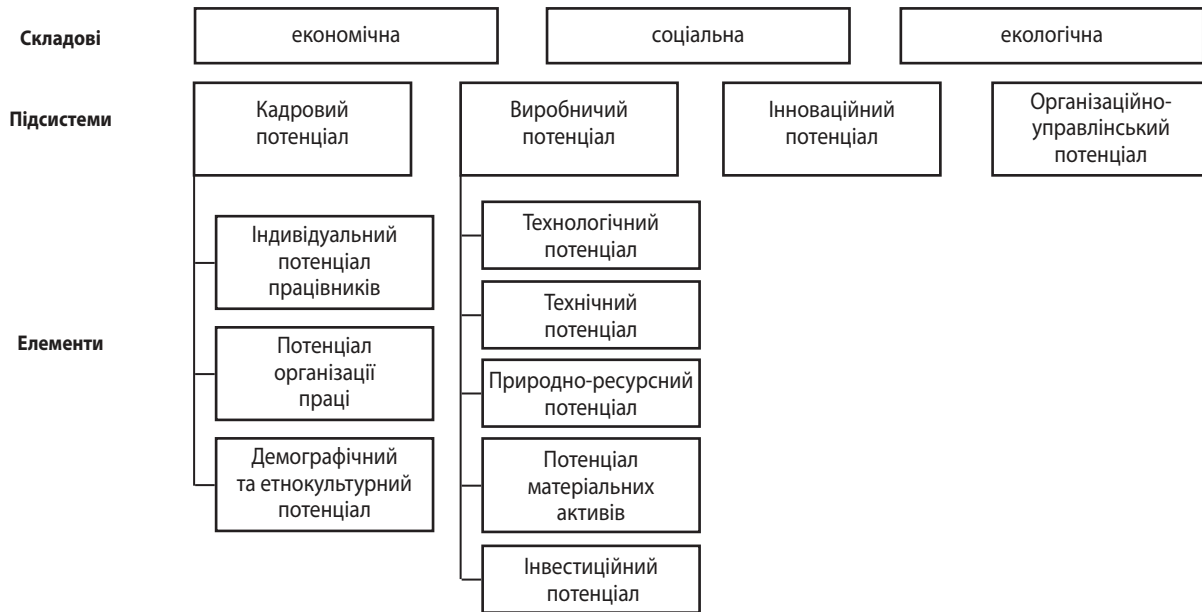 Складові
економічна
соціальна
екологічна
Підсистеми
Кадровий
потенціал
Виробничий
потенціал
Інноваційний
потенціал
Організаційно-
управлінський
потенціал
Елементи
Індивідуальний
потенціал
працівників
Потенціал
організації
праці
Демографічний
та етнокультурний
потенціал
Технологічний
потенціал
Технічний
потенціал
Природно-ресурсний
потенціал
Потенціал
матеріальних
активів
Інвестиційний
потенціал